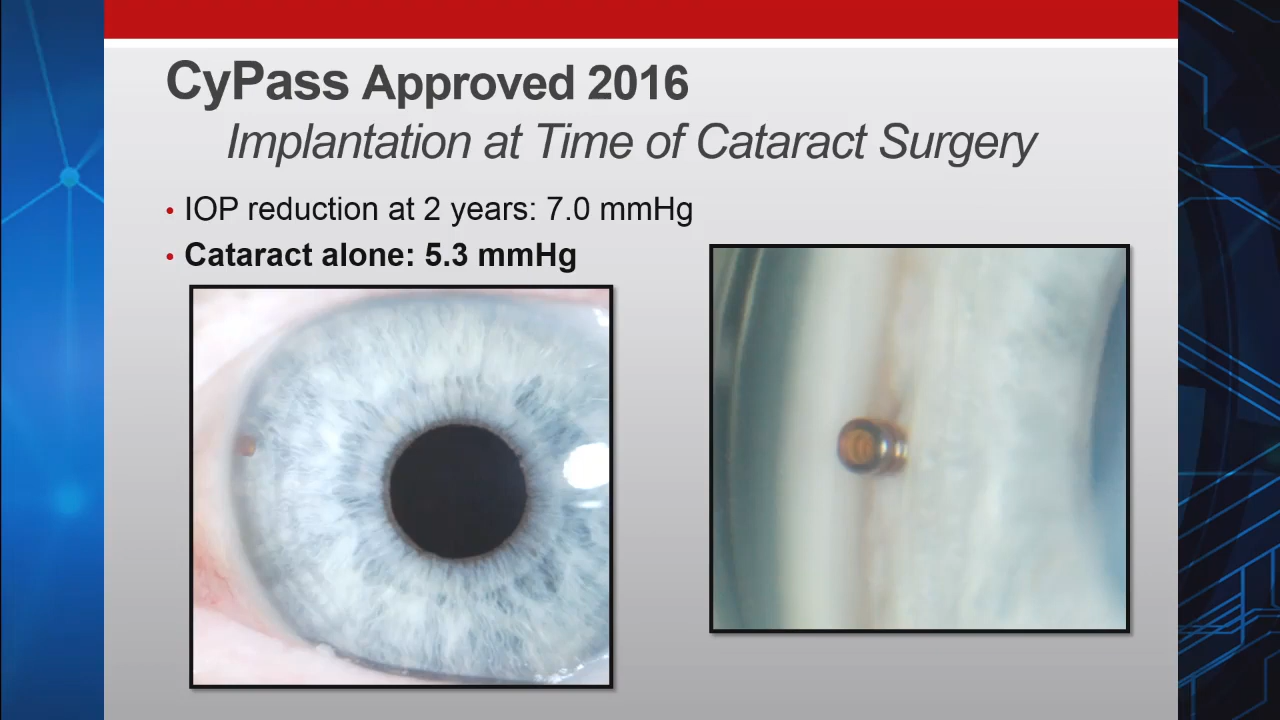 CyPass Approved 2016
Implantation at Time of Cataract Surgery
• IOP reduction at 2 years: 7.0 mmHg
• Cataract alone: 5.3 mmHg